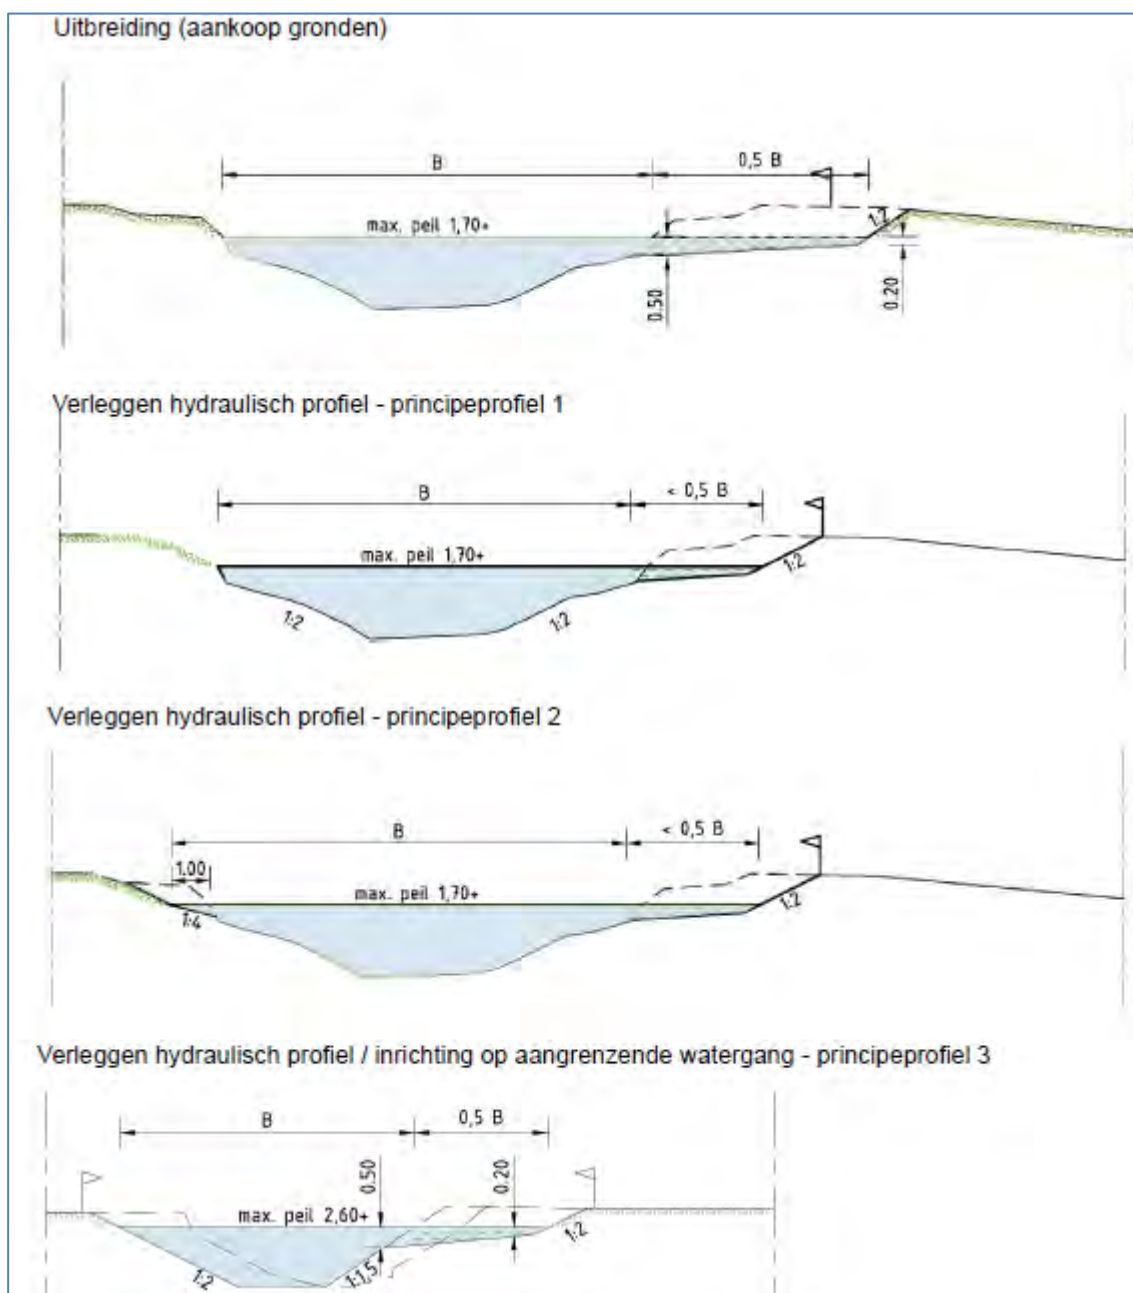 Uitbreiding (aankoop gronden)
B
0,5 B
max. peil 1,70+
1:2
0.50
0.20
Verleggen hydraulisch profiel - principeprofiel 1
B
< 0,5 B
max. peil 1,70+
1:2
1:2
1:2
Verleggen hydraulisch profiel - principeprofiel 2
B
< 0,5 B
1.00
max. peil 1,70+
1:4
1:2
Verleggen hydraulisch profiel / inrichting op aangrenzende watergang - principeprofiel 3
B
0,5 B
0.50
0.20
max. peil 2,60+
1:2
1:1,5
1:2